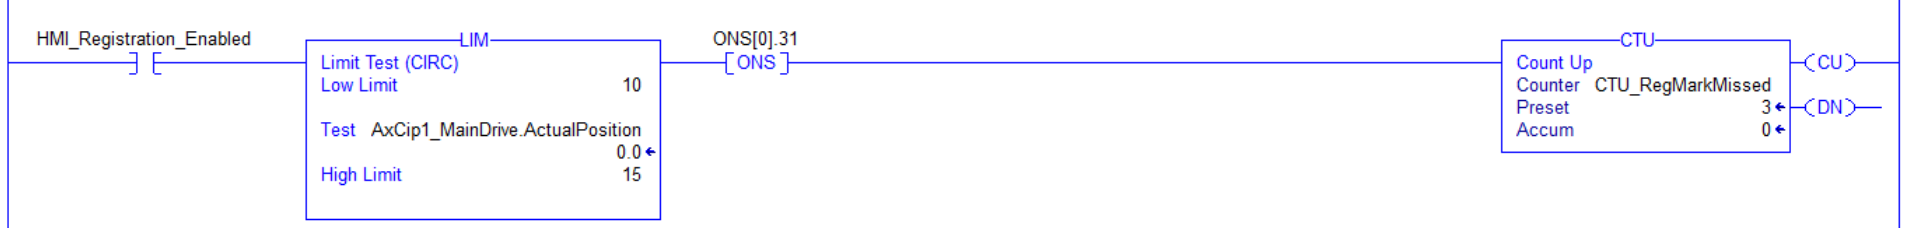 HMI_Registration_Enabled
LIM
Limit Test (CIRC)
Low Limit 10
Test AxCip1_MainDrive.ActualPosition
0.0
High Limit 15
ONS[0].31
ONS
CTU
Count Up
Counter CTU_RegMarkMissed
Preset 3
Accum 0
CU
DN